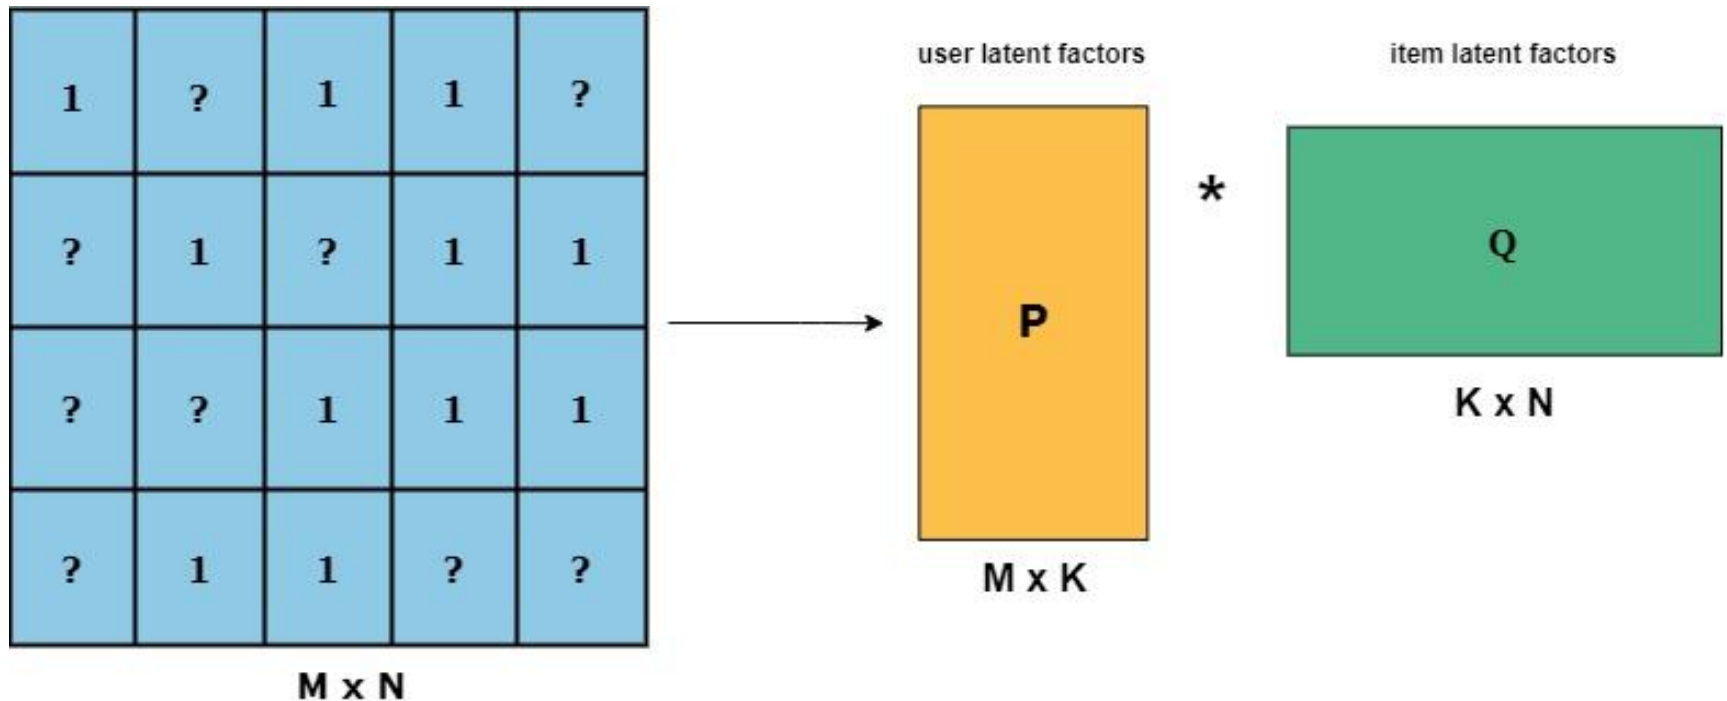 1 ? 1 1 ?
? 1 ? 1 1
? ? 1 1 1
? 1 1 ? ?
M x N
user latent factors
P
M x K
*
item latent factors
Q
K x N